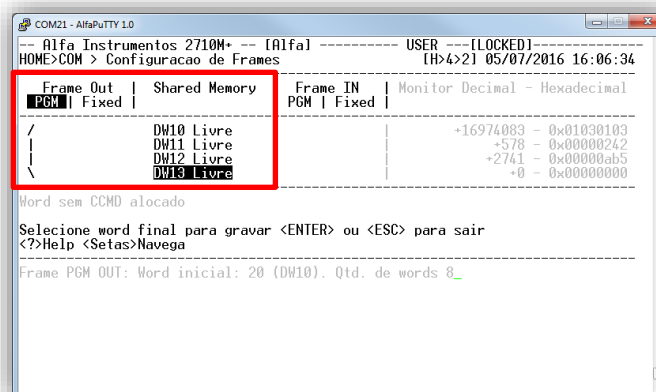 COM21 - AlfaPuTTY 1.0
-- Alfa Instrumentos 2710M+ -- [Alfa] ---------- USER ---[LOCKED]------------
HOME>COM > Configuracao de Frames [H>4>2] 05/07/2016 16:06:34
Frame Out | Shared Memory Frame IN | Monitor Decimal - Hexadecimal
PGM | Fixed | PGM | Fixed |
/ DW10 Livre | +16974083 - 0x01030103
| DW11 Livre | +578 - 0x00000242
| DW12 Livre | +2741 - 0x00000ab5
\ DW13 Livre | +0 - 0x00000000
Word sem CCMD alocado
Selecione word final para gravar <ENTER> ou <ESC> para sair
<?>Help <Setas>Navega
Frame PGM OUT: Word inicial: 20 (DW10). Qtd. de words 8_